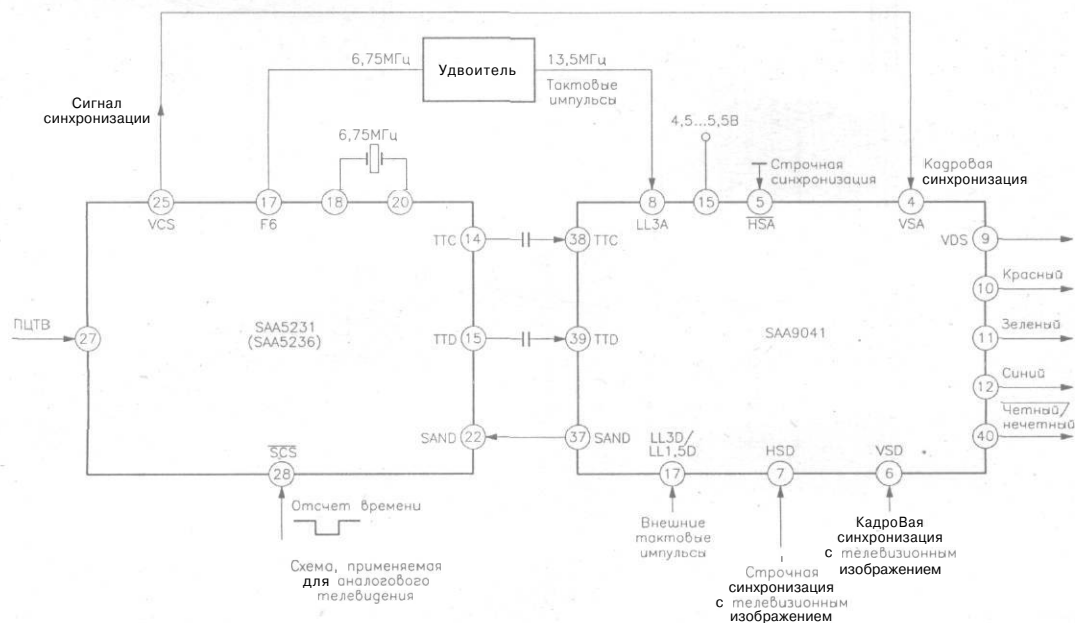 6,75МГц
Удвоитель
13,5МГц
Тактовые
импульсы
Сигнал
синхронизации
6,75МГц
4,5...5,5В
Строчная
синхронизация
Кадровая
синхронизация
25
17
18
20
8
15
5
4
VCS
F6
LL3A
HSA
VSA
TTC
14
38
TTC
VDS
9
10
Красный
ПЦТВ
27
SAA5231
(SAA5236)
TTD
15
39
TTD
SAA9041
11
Зеленый
12
Синий
SAND
22
37
SAND
Четный/
нечетный
40
SCS
28
LL3D/
LL1,5D
17
HSD
7
VSD
6
Отсчет времени
Схема, применяемая
для аналогового
телевидения
Внешние
тактовые
импульсы
Строчная
синхронизация
с телевизионным
изображением
КадроВая
синхронизация
с телевизионным
изображением